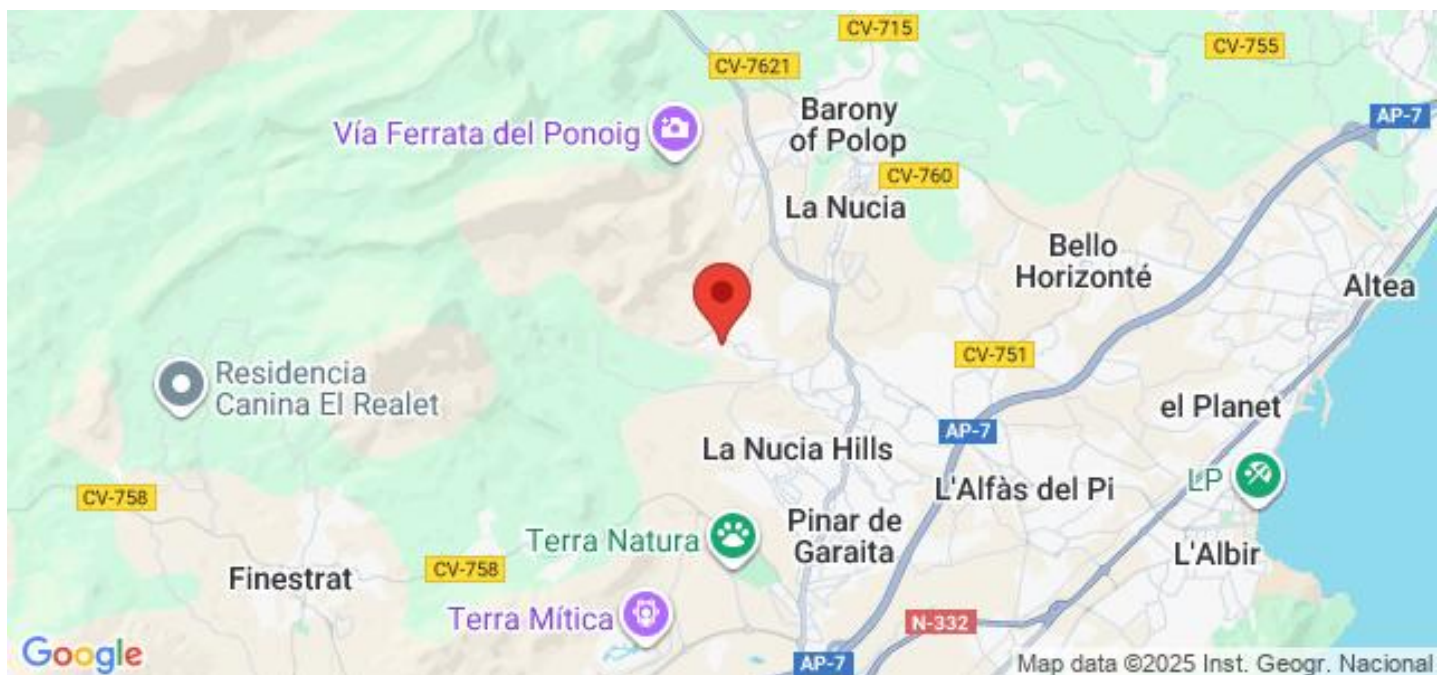 CV-715
CV-755
CV-7621
AP-7
Barony
of Polop
Vía Ferrata del Ponoig
CV-760
La Nucia
Bello
Horizonté
Altea
CV-751
Residencia
Canina El Realet
el Planet
AP-7
La Nucia Hills
L'Alfàs del Pi
LP
CV-758
Pinar de
Garaita
Terra Natura
L'Albir
Finestrat
CV-758
Terra Mítica
N-332
Google
AP-7
Map data ©2025 Inst. Geogr. Nacional